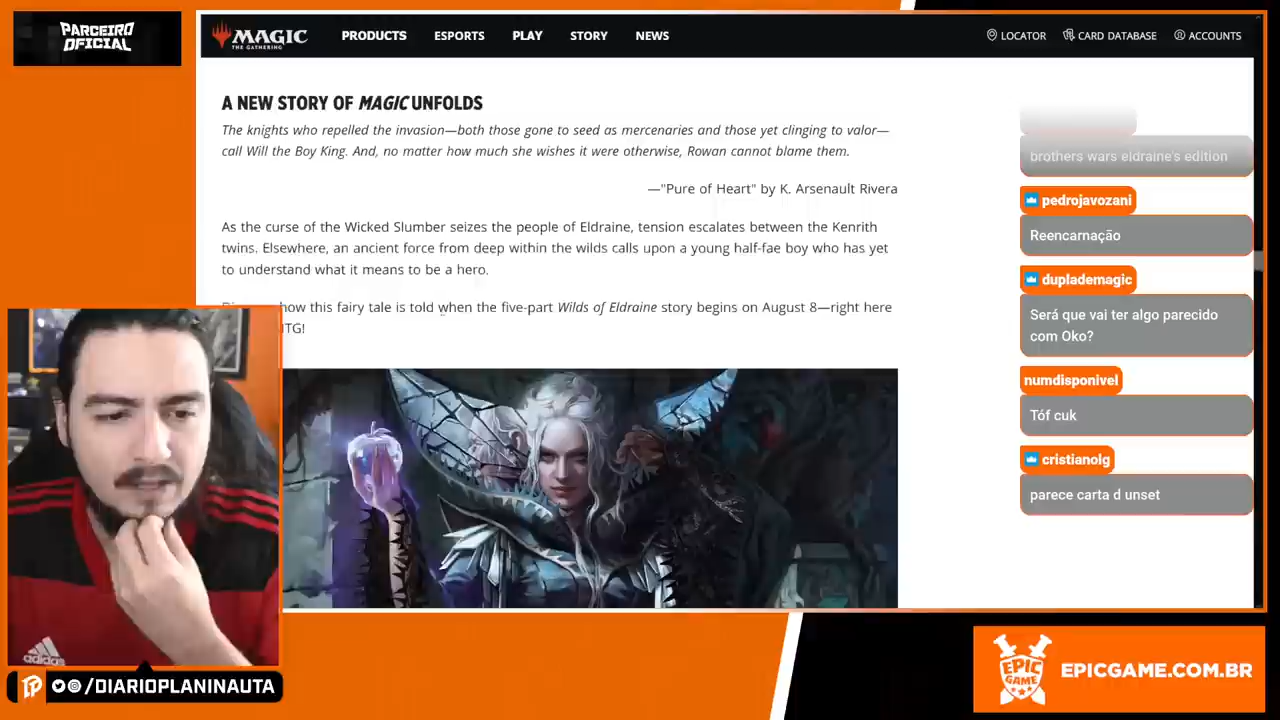 PARCEIRO
OFICIAL
MAGIC
THE GATHERING
PRODUCTS
ESPORTS
PLAY
STORY
NEWS
LOCATOR
CARD DATABASE
ACCOUNTS
A NEW STORY OF MAGIC UNFOLDS
The knights who repelled the invasion—both those gone to seed as mercenaries and those yet clinging to valor—
call Will the Boy King. And, no matter how much she wishes it were otherwise, Rowan cannot blame them.
—"Pure of Heart" by K. Arsenault Rivera
As the curse of the Wicked Slumber seizes the people of Eldraine, tension escalates between the Kenrith
twins. Elsewhere, an ancient force from deep within the wilds calls upon a young half-fae boy who has yet
to understand what it means to be a hero.
how this fairy tale is told when the five-part Wilds of Eldraine story begins on August 8—right here
MTG!
brothers wars eldraine's edition
pedrojavozani
Reencarnação
duplademagic
Será que vai ter algo parecido
com Oko?
numdisponivel
Tóf cuk
cristianolg
parece carta d unset
adidas
/DIARIOPLANINAUTA
EPIC
GAME
EPICGAME.COM.BR